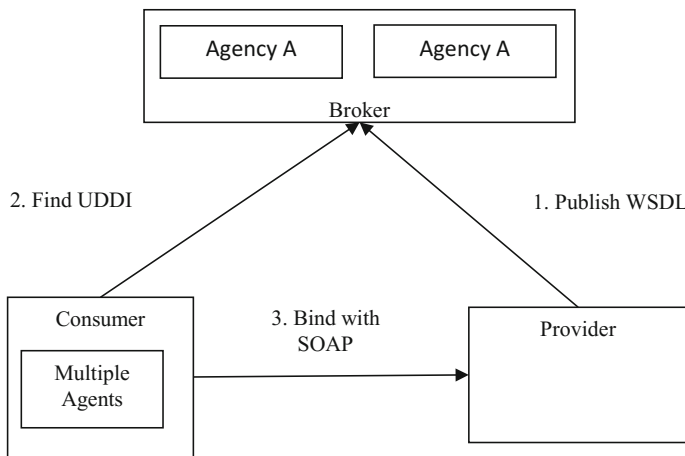 Agency A
Agency A
Broker
2. Find UDDI
1. Publish WSDL
Consumer
3. Bind with
SOAP
Provider
Multiple
Agents